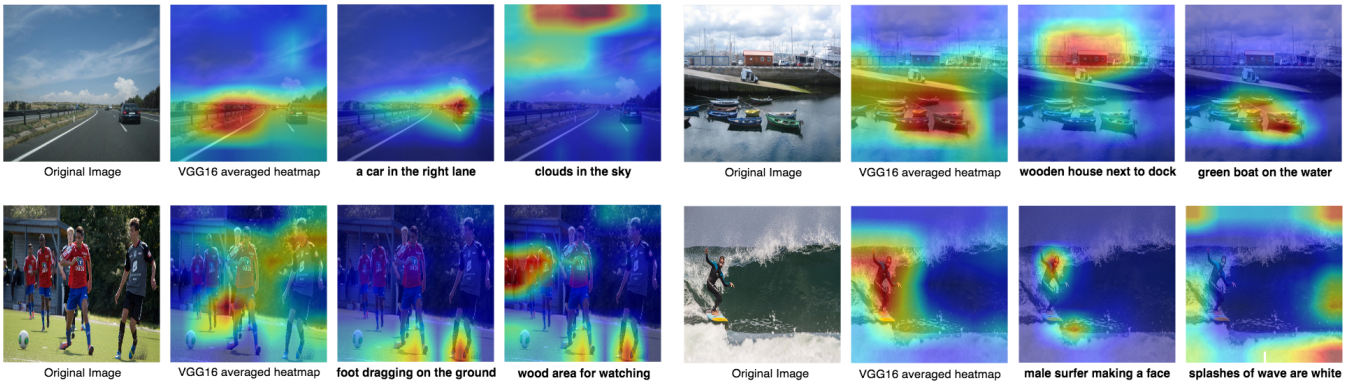 Original Image
VGG16 averaged heatmap
a car in the right lane
clouds in the sky
Original Image
VGG16 averaged heatmap
wooden house next to dock
green boat on the water
Original Image
VGG16 averaged heatmap
foot dragging on the ground
wood area for watching
Original Image
VGG16 averaged heatmap
male surfer making a face
splashes of wave are white